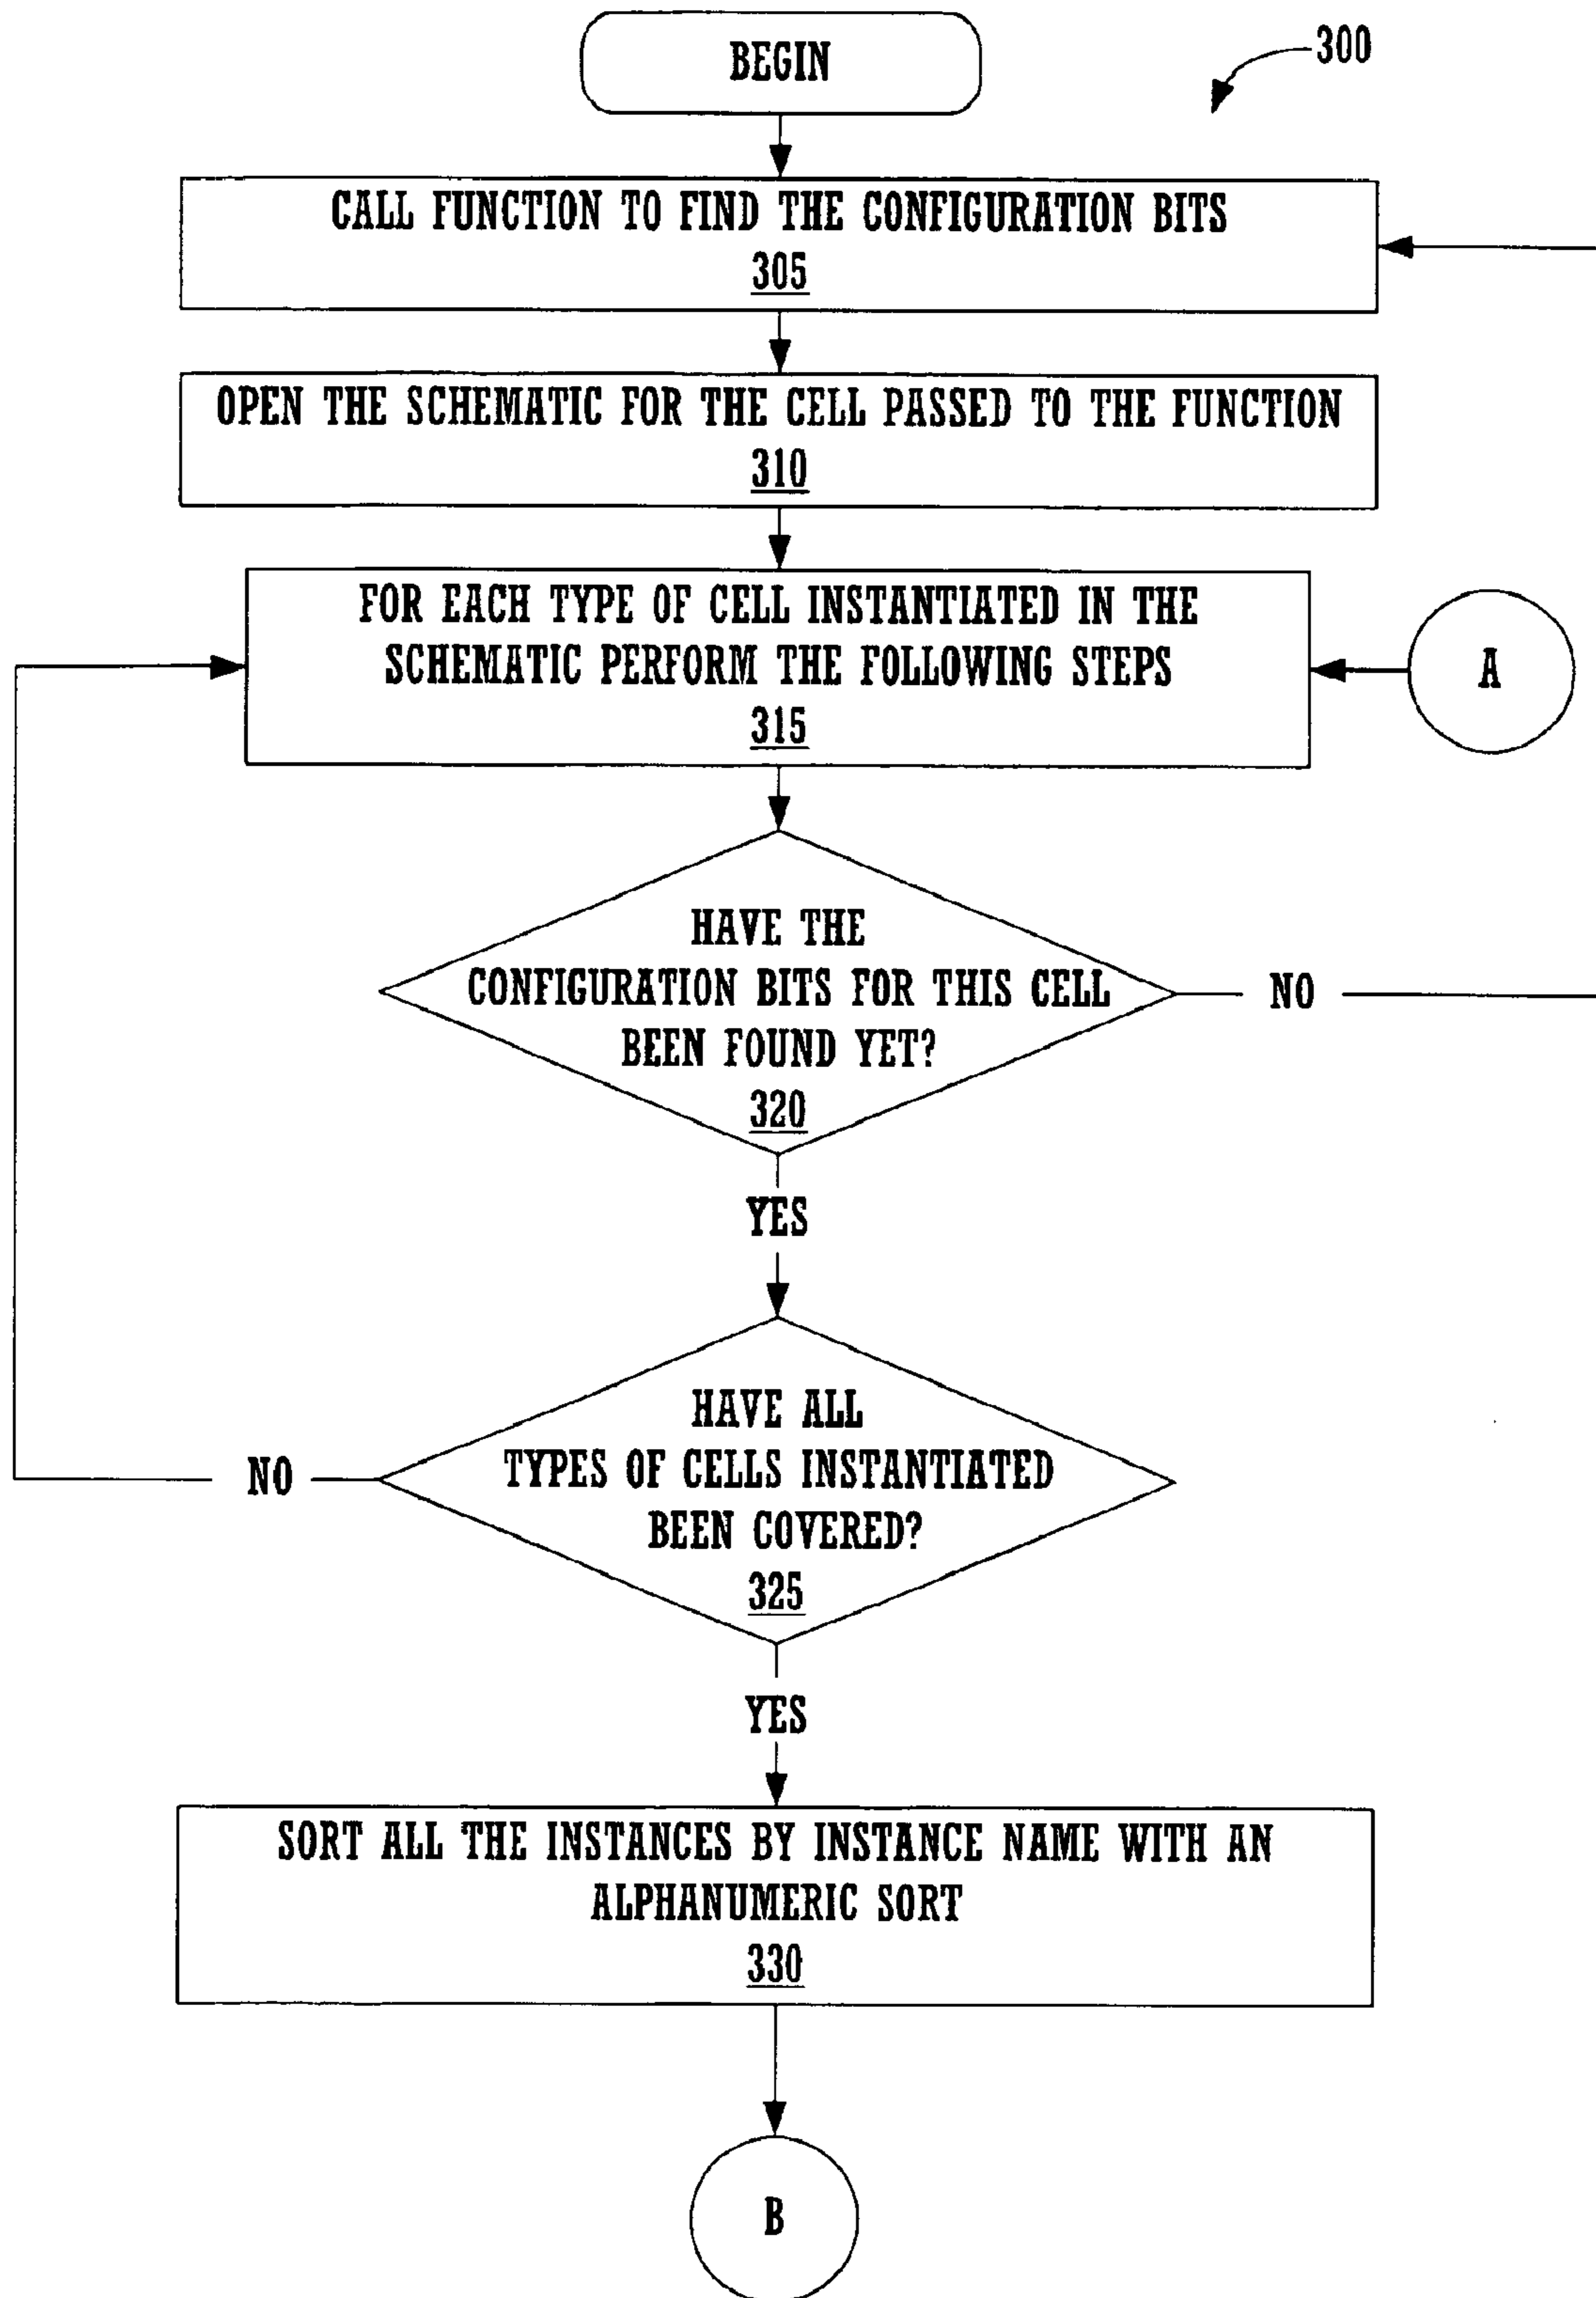 BEGIN
300
CALL FUNCTION TO FIND THE CONFIGURATION BITS
305
OPEN THE SCHEMATIC FOR THE CELL PASSED TO THE FUNCTION
310
FOR EACH TYPE OF CELL INSTANTIATED IN THE
SCHEMATIC PERFORM THE FOLLOWING STEPS
315
A
HAVE THE
CONFIGURATION BITS FOR THIS CELL
BEEN FOUND YET?
320
NO
YES
HAVE ALL
TYPES OF CELLS INSTANTIATED
BEEN COVERED?
325
NO
YES
SORT ALL THE INSTANCES BY INSTANCE NAME WITH AN
ALPHANUMERIC SORT
330
B